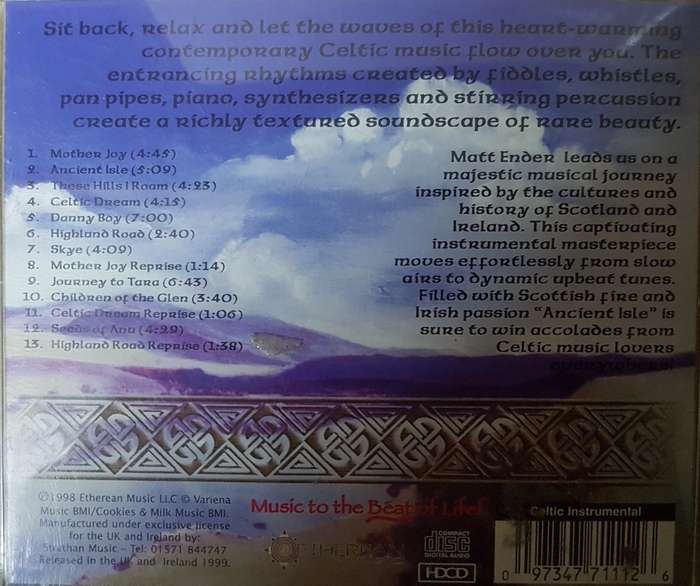 Sit back, relax and let the waves of this heart-warming
contemporary Celtic music flow over you. The
entrancing rhythms created by fiddles, whistles,
pan pipes, piano, synthesizers and stirring percussion
create a richly textured soundscape of rare beauty.
1. Mother Joy (4:45)
2. Ancient Isle (5:09)
3. These Hills I Roam (4:23)
4. Celtic Dream (4:15)
5. Danny Boy (7:00)
6. Highland Road (2:40)
7. Skye (4:09)
8. Mother Joy Reprise (1:14)
9. Journey to Tara (6:43)
10. Children of the Glen (3:40)
11. Celtic Dream Reprise (1:06)
12. Seeds of Anu (4:29)
13. Highland Road Reprise (1:38)
Matt Ender leads us on a
majestic musical journey
inspired by the cultures and
history of Scotland and
Ireland. This captivating
instrumental masterpiece
moves effortlessly from slow
airs to dynamic upbeat tunes.
Filled with Scottish fire and
Irish passion "Ancient Isle" is
sure to win accolades from
Celtic music lovers
everywhere!
©1998 Etherean Music LLC © Variena
Music BMI/Cookies & Milk Music BMI.
Manufactured under exclusive license
for the UK and Ireland by:
Strathan Music - Tel: 01571 844747
Released in the UK and Ireland 1999.
Music to the Beat of Life!
ETHEREAN
COMPACT
disc
DIGITAL AUDIO
HDCD
Celtic Instrumental
0 97347 71112 6